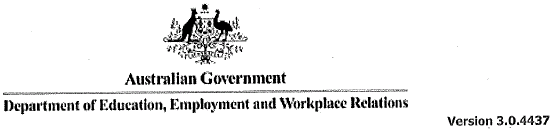 Australian Government
Department of Education, Employment and Workplace Relations
Version 3.0.4437